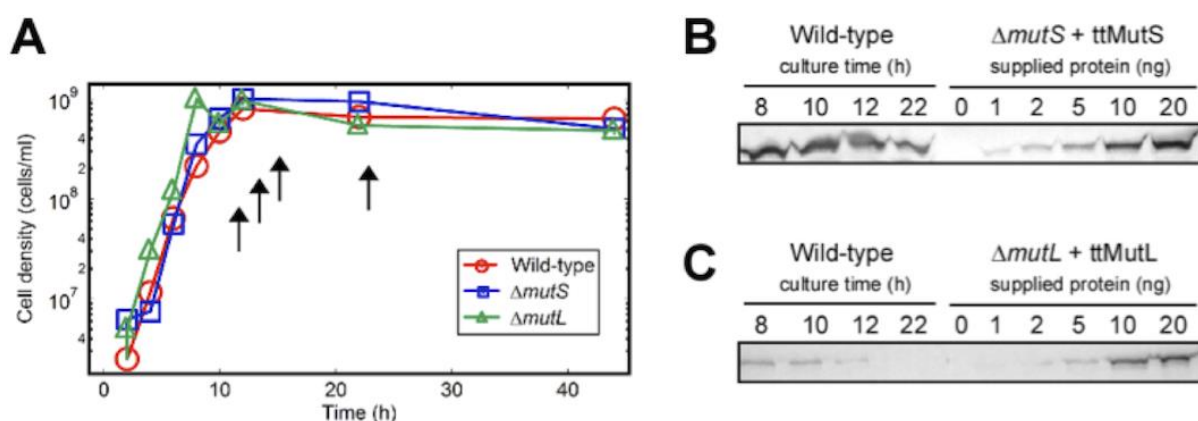 A
Cell density (cells/ml)
10⁹
4
2
10⁸
4
2
10⁷
4
0 10 20 30 40
Time (h)
Wild-type
ΔmutS
ΔmutL
B
Wild-type ΔmutS + ttMutS
culture time (h) supplied protein (ng)
8 10 12 22 0 1 2 5 10 20
C
Wild-type ΔmutL + ttMutL
culture time (h) supplied protein (ng)
8 10 12 22 0 1 2 5 10 20